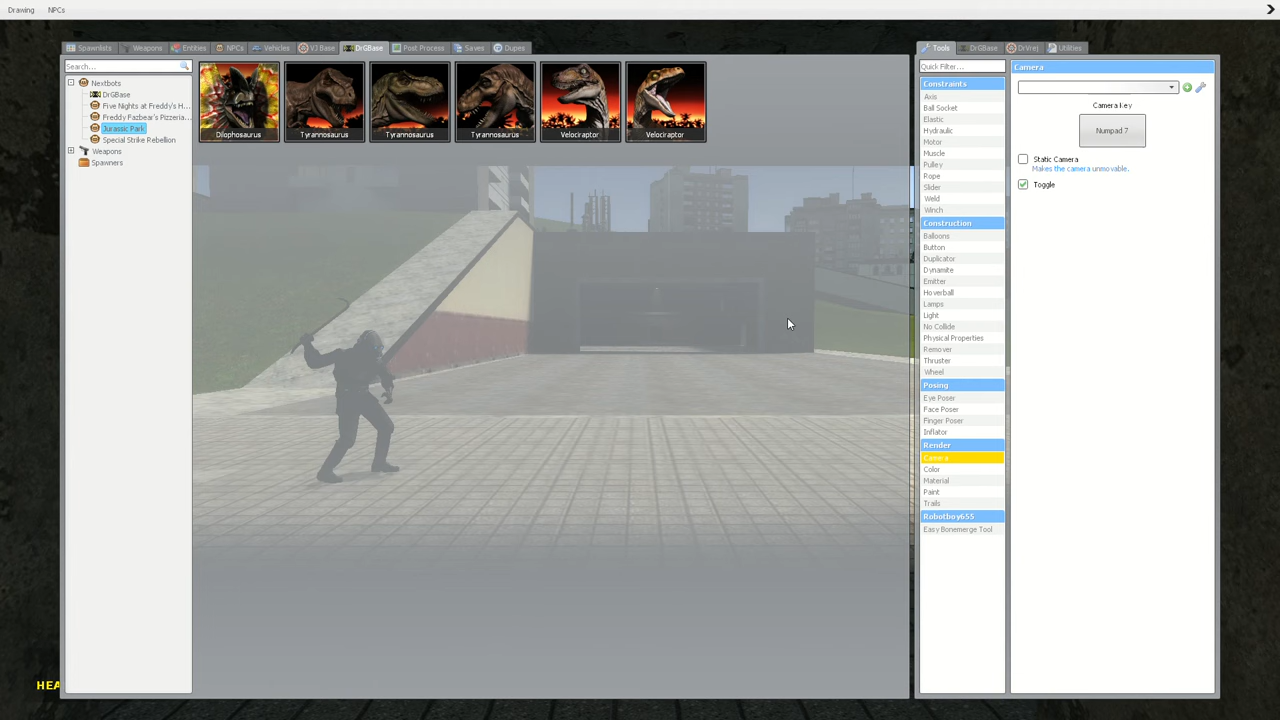 Drawing NPCs
Spawnlists Weapons Entities NPCs Vehicles VJ Base DrGBase Post Process Saves Dupes
Search...
Nextbots
DrGBase
Five Nights at Freddy's H...
Freddy Fazbear's Pizzeria...
Jurassic Park
Special Strike Rebellion
Weapons
Spawners
Dilophosaurus Tyrannosaurus Tyrannosaurus Tyrannosaurus Velociraptor Velociraptor
HEA
Tools DrGBase DrVrej Utilities
Quick Filter...
Constraints
Axis
Ball Socket
Elastic
Hydraulic
Motor
Muscle
Pulley
Rope
Slider
Weld
Winch
Construction
Balloons
Button
Duplicator
Dynamite
Emitter
Hoverball
Lamps
Light
No Collide
Physical Properties
Remover
Thruster
Wheel
Posing
Eye Poser
Face Poser
Finger Poser
Inflator
Render
Camera
Color
Material
Paint
Trails
Robotboy655
Easy Bonemerge Tool
Camera
Camera Key
Numpad 7
Static Camera
Makes the camera unmovable.
Toggle